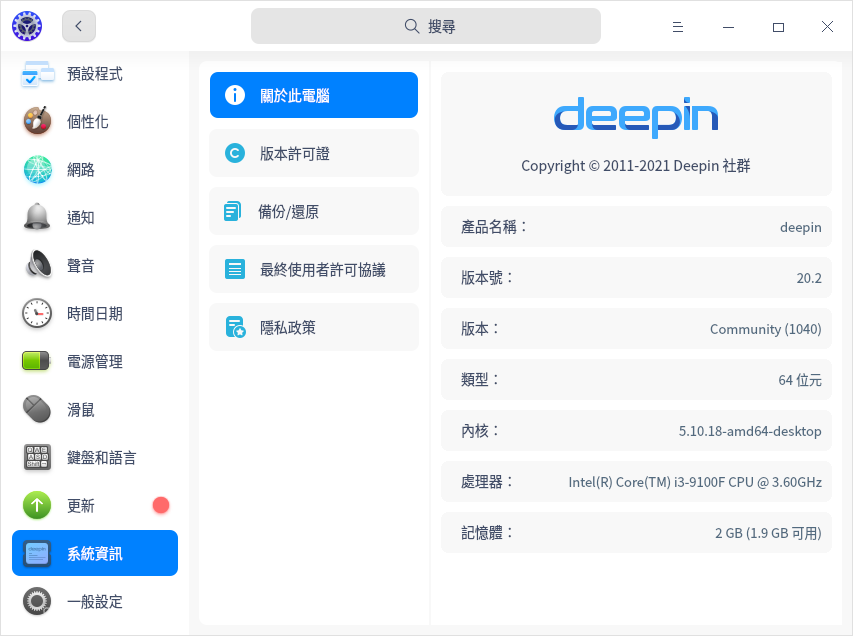 搜尋
預設程式
個性化
網路
通知
聲音
時間日期
電源管理
滑鼠
鍵盤和語言
更新
系統資訊
一般設定
關於此電腦
版本許可證
備份/還原
最終使用者許可協議
隱私政策
deepin
Copyright © 2011-2021 Deepin 社群
產品名稱： deepin
版本號： 20.2
版本： Community (1040)
類型： 64 位元
內核： 5.10.18-amd64-desktop
處理器： Intel(R) Core(TM) i3-9100F CPU @ 3.60GHz
記憶體： 2 GB (1.9 GB 可用)